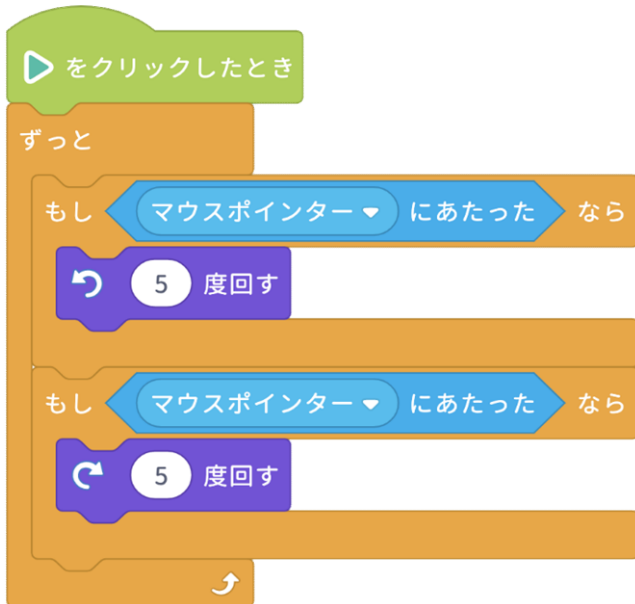 をクリックしたとき
ずっと
もし マウスポインター にあたった なら
5 度回す
もし マウスポインター にあたった なら
5 度回す